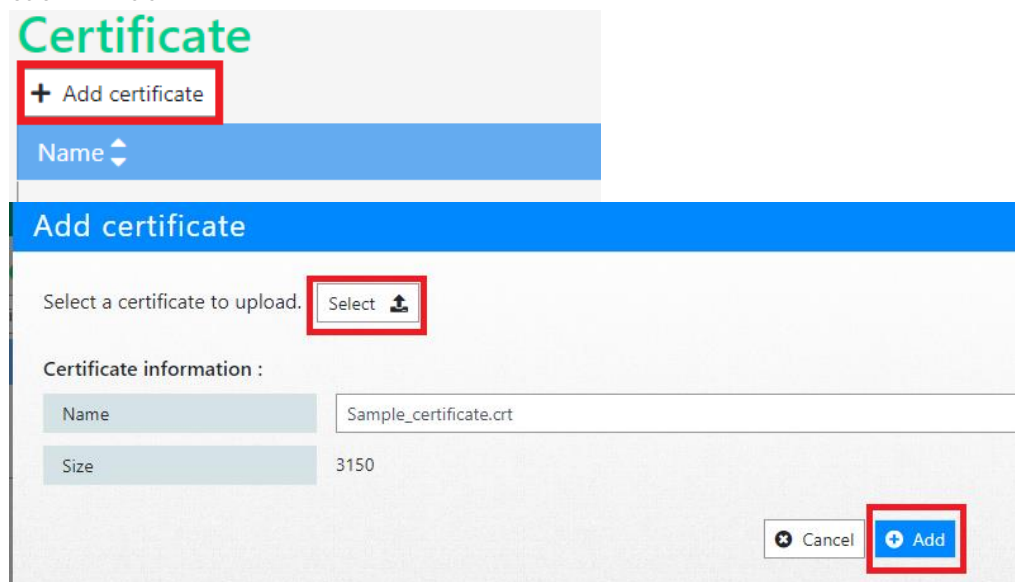 Certificate
+ Add certificate
Name
Add certificate
Select a certificate to upload. Select
Certificate information :
Name Sample_certificate.crt
Size 3150
Cancel Add